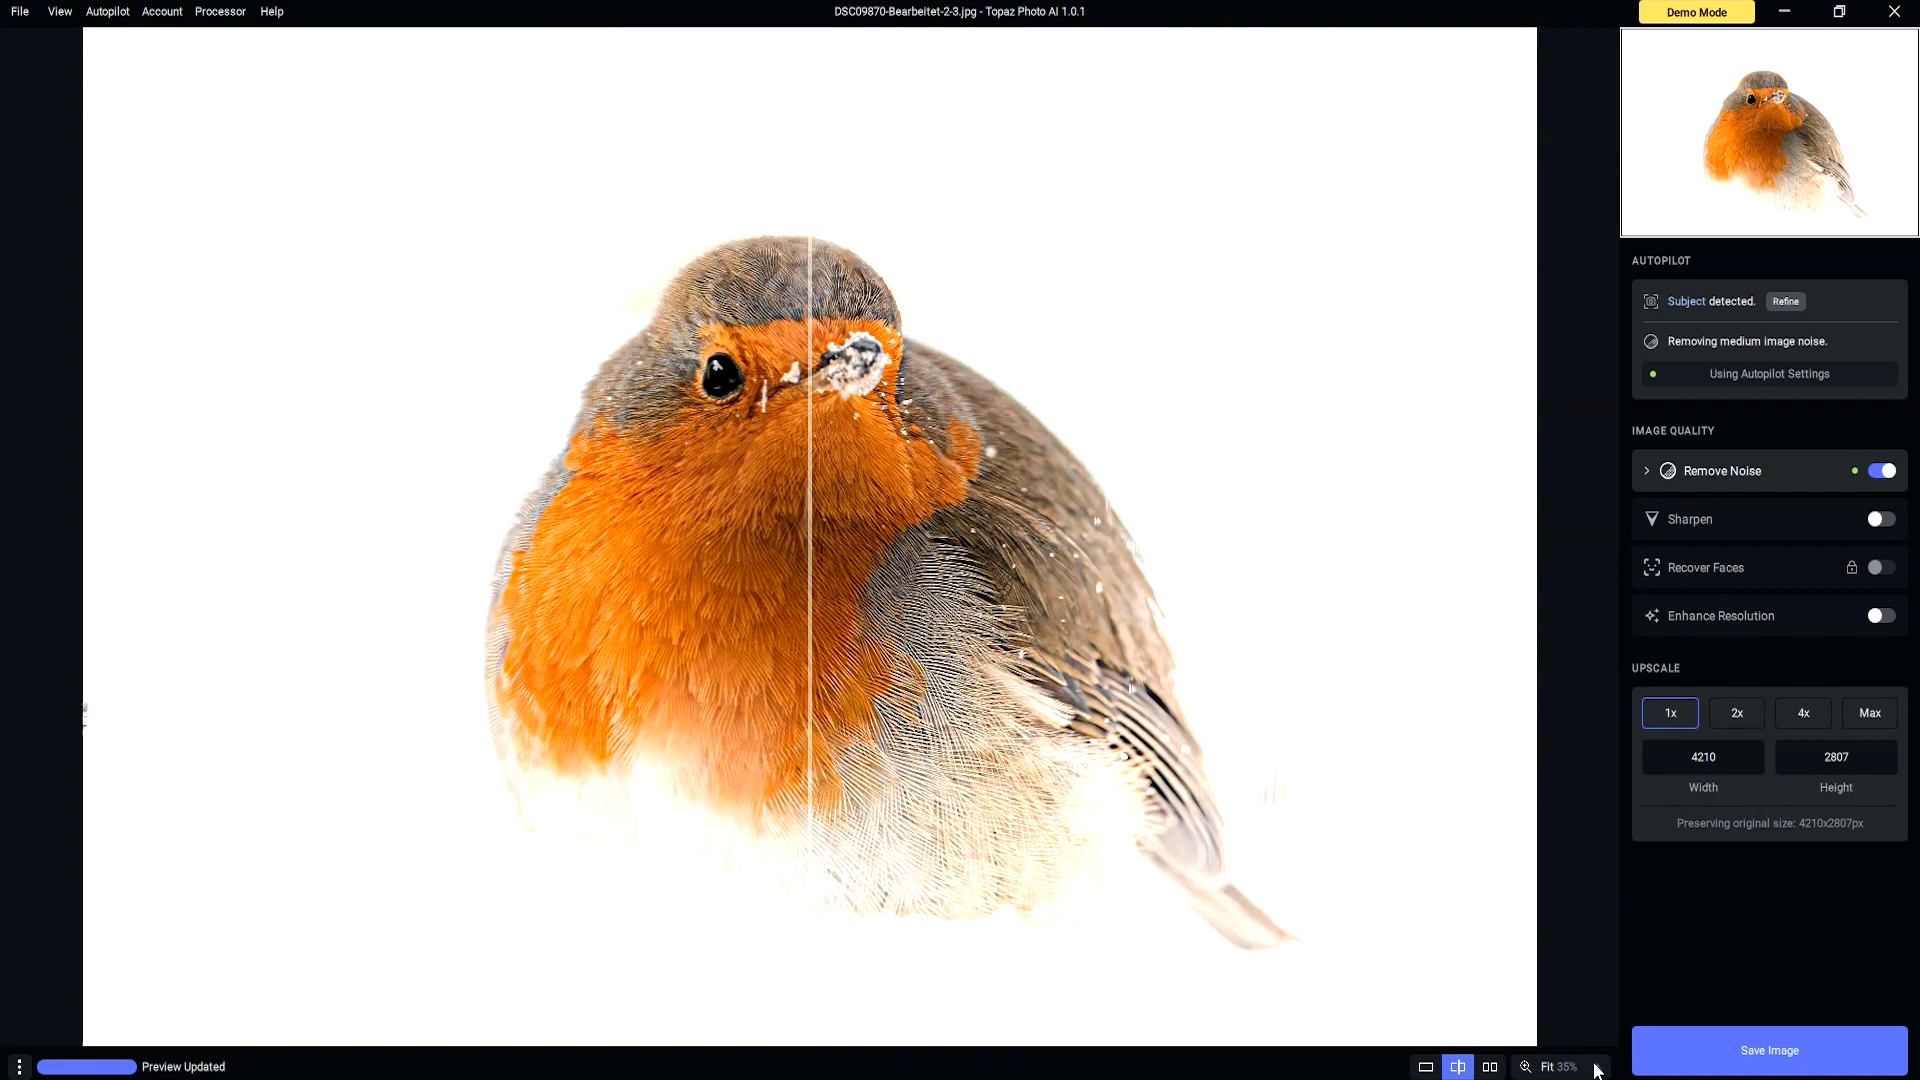 File View Autopilot Account Processor Help
DSC09870-Bearbeitet-2-3.jpg - Topaz Photo AI 1.0.1
Demo Mode
AUTOPILOT
Subject detected. Refine
Removing medium image noise.
Using Autopilot Settings
IMAGE QUALITY
Remove Noise
Sharpen
Recover Faces
Enhance Resolution
UPSCALE
1x 2x 4x Max
4210 2807
Width Height
Preserving original size: 4210x2807px
Save Image
Preview Updated
Fit 35%